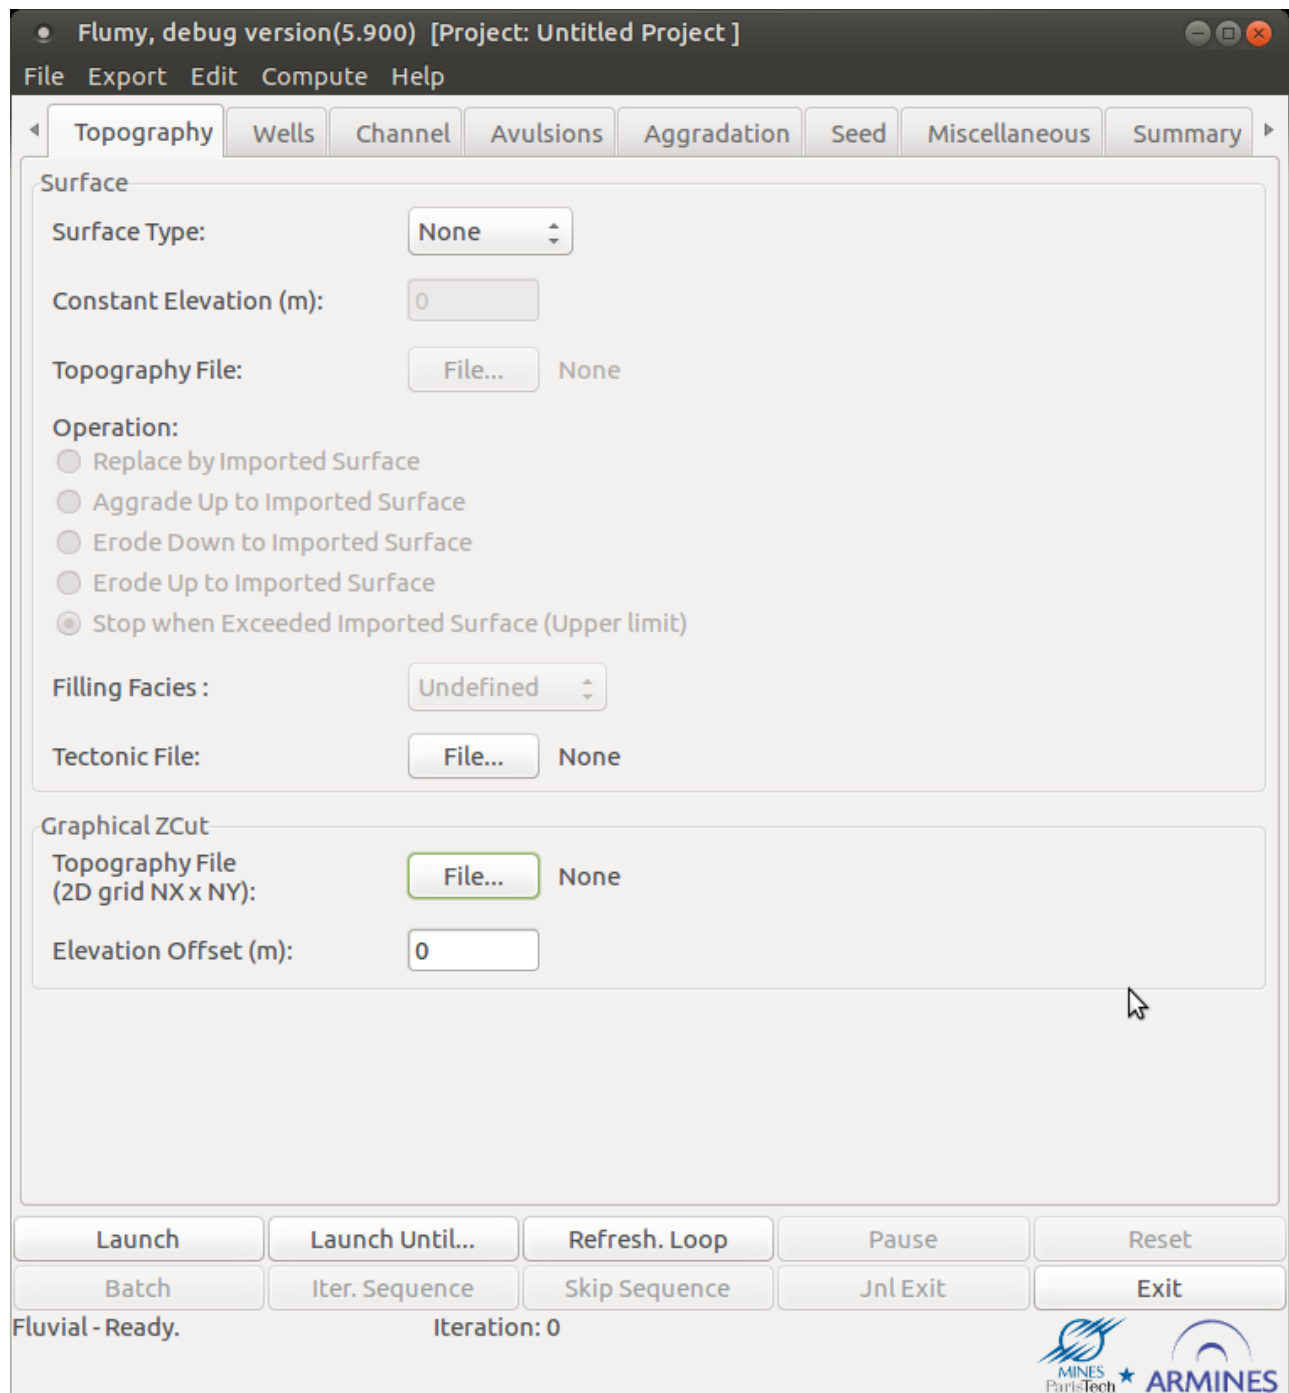 Flumy, debug version(5.900) [Project: Untitled Project ]
File Export Edit Compute Help
Topography Wells Channel Avulsions Aggradation Seed Miscellaneous Summary
Surface
Surface Type: None
Constant Elevation (m): 0
Topography File: File... None
Operation:
Replace by Imported Surface
Aggrade Up to Imported Surface
Erode Down to Imported Surface
Erode Up to Imported Surface
Stop when Exceeded Imported Surface (Upper limit)
Filling Facies : Undefined
Tectonic File: File... None
Graphical ZCut
Topography File
(2D grid NX x NY): File... None
Elevation Offset (m): 0
Launch Launch Until... Refresh. Loop Pause Reset
Batch Iter. Sequence Skip Sequence Jnl Exit Exit
Fluvial - Ready. Iteration: 0
MINES
ParisTech ARMINES